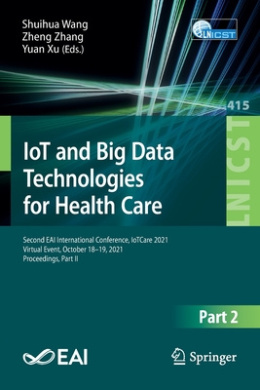 Shuihua Wang
Zheng Zhang
Yuan Xu (Eds.)
LNICST
415
LNICST
IoT and Big Data
Technologies
for Health Care
Second EAI International Conference, IoTCare 2021
Virtual Event, October 18–19, 2021
Proceedings, Part II
Part 2
EAI
Springer